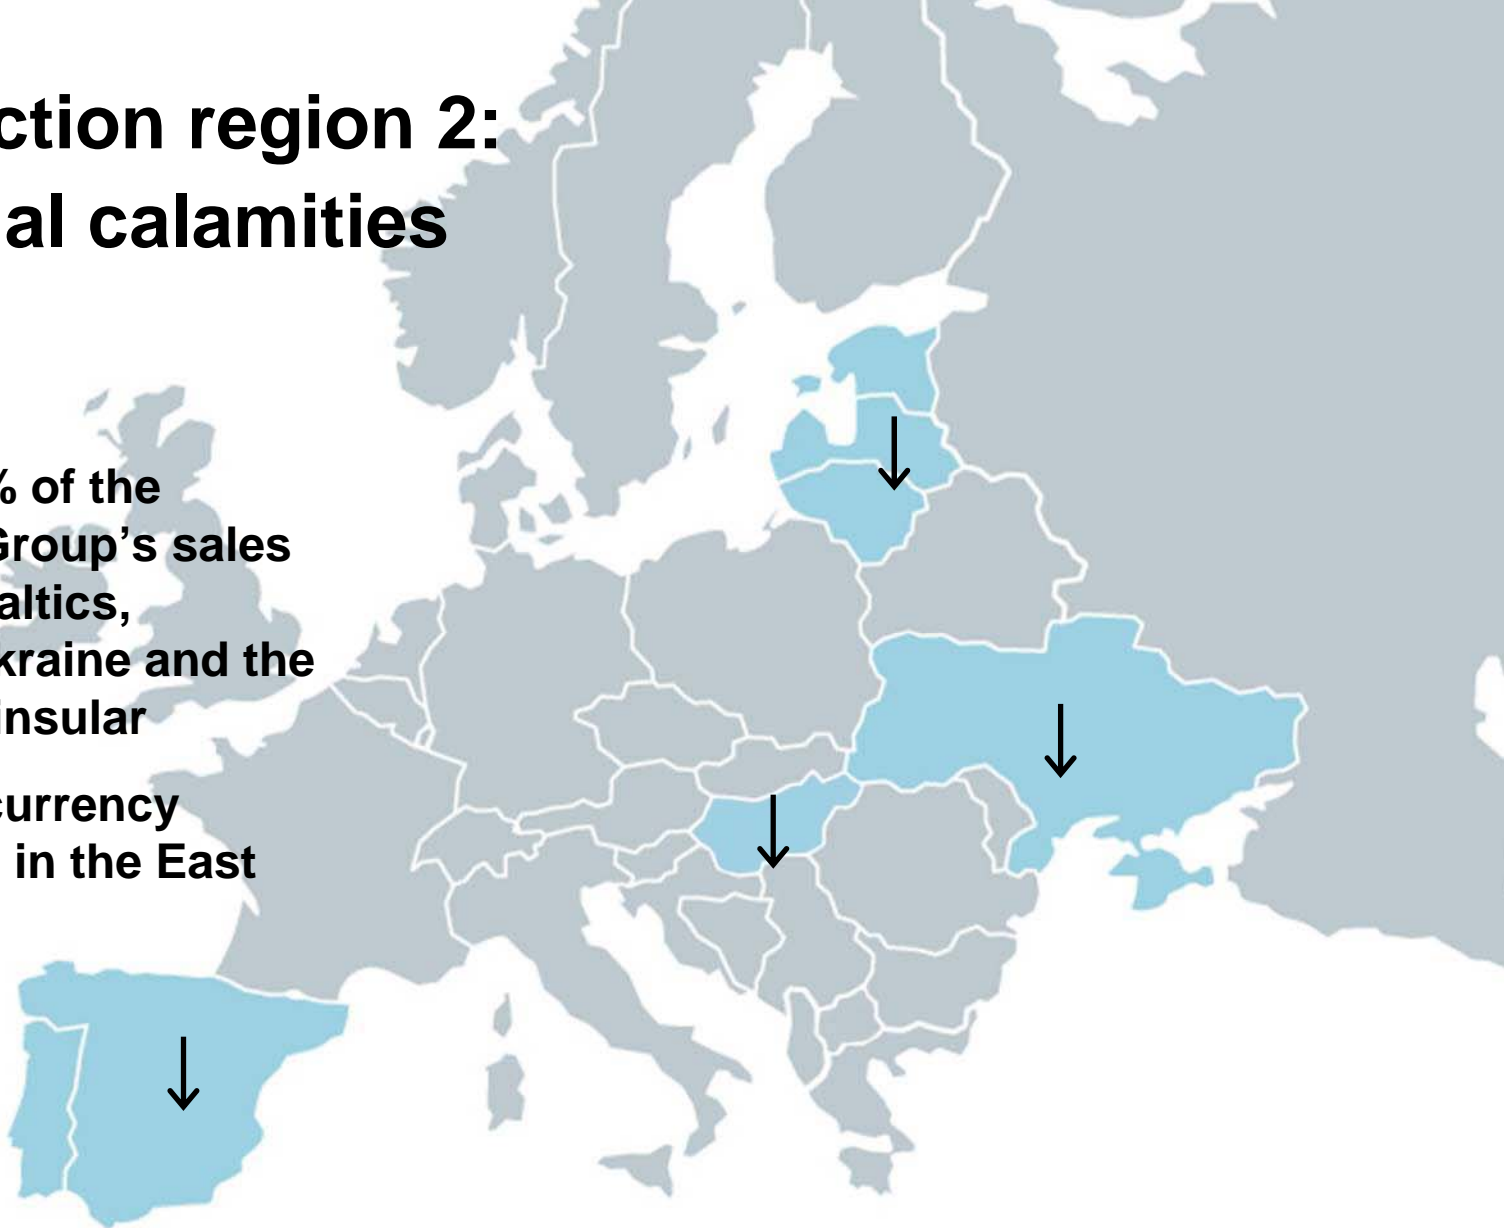 ction region 2:
al calamities
% of the
Group’s sales
altics,
kraine and the
insular
currency
in the East